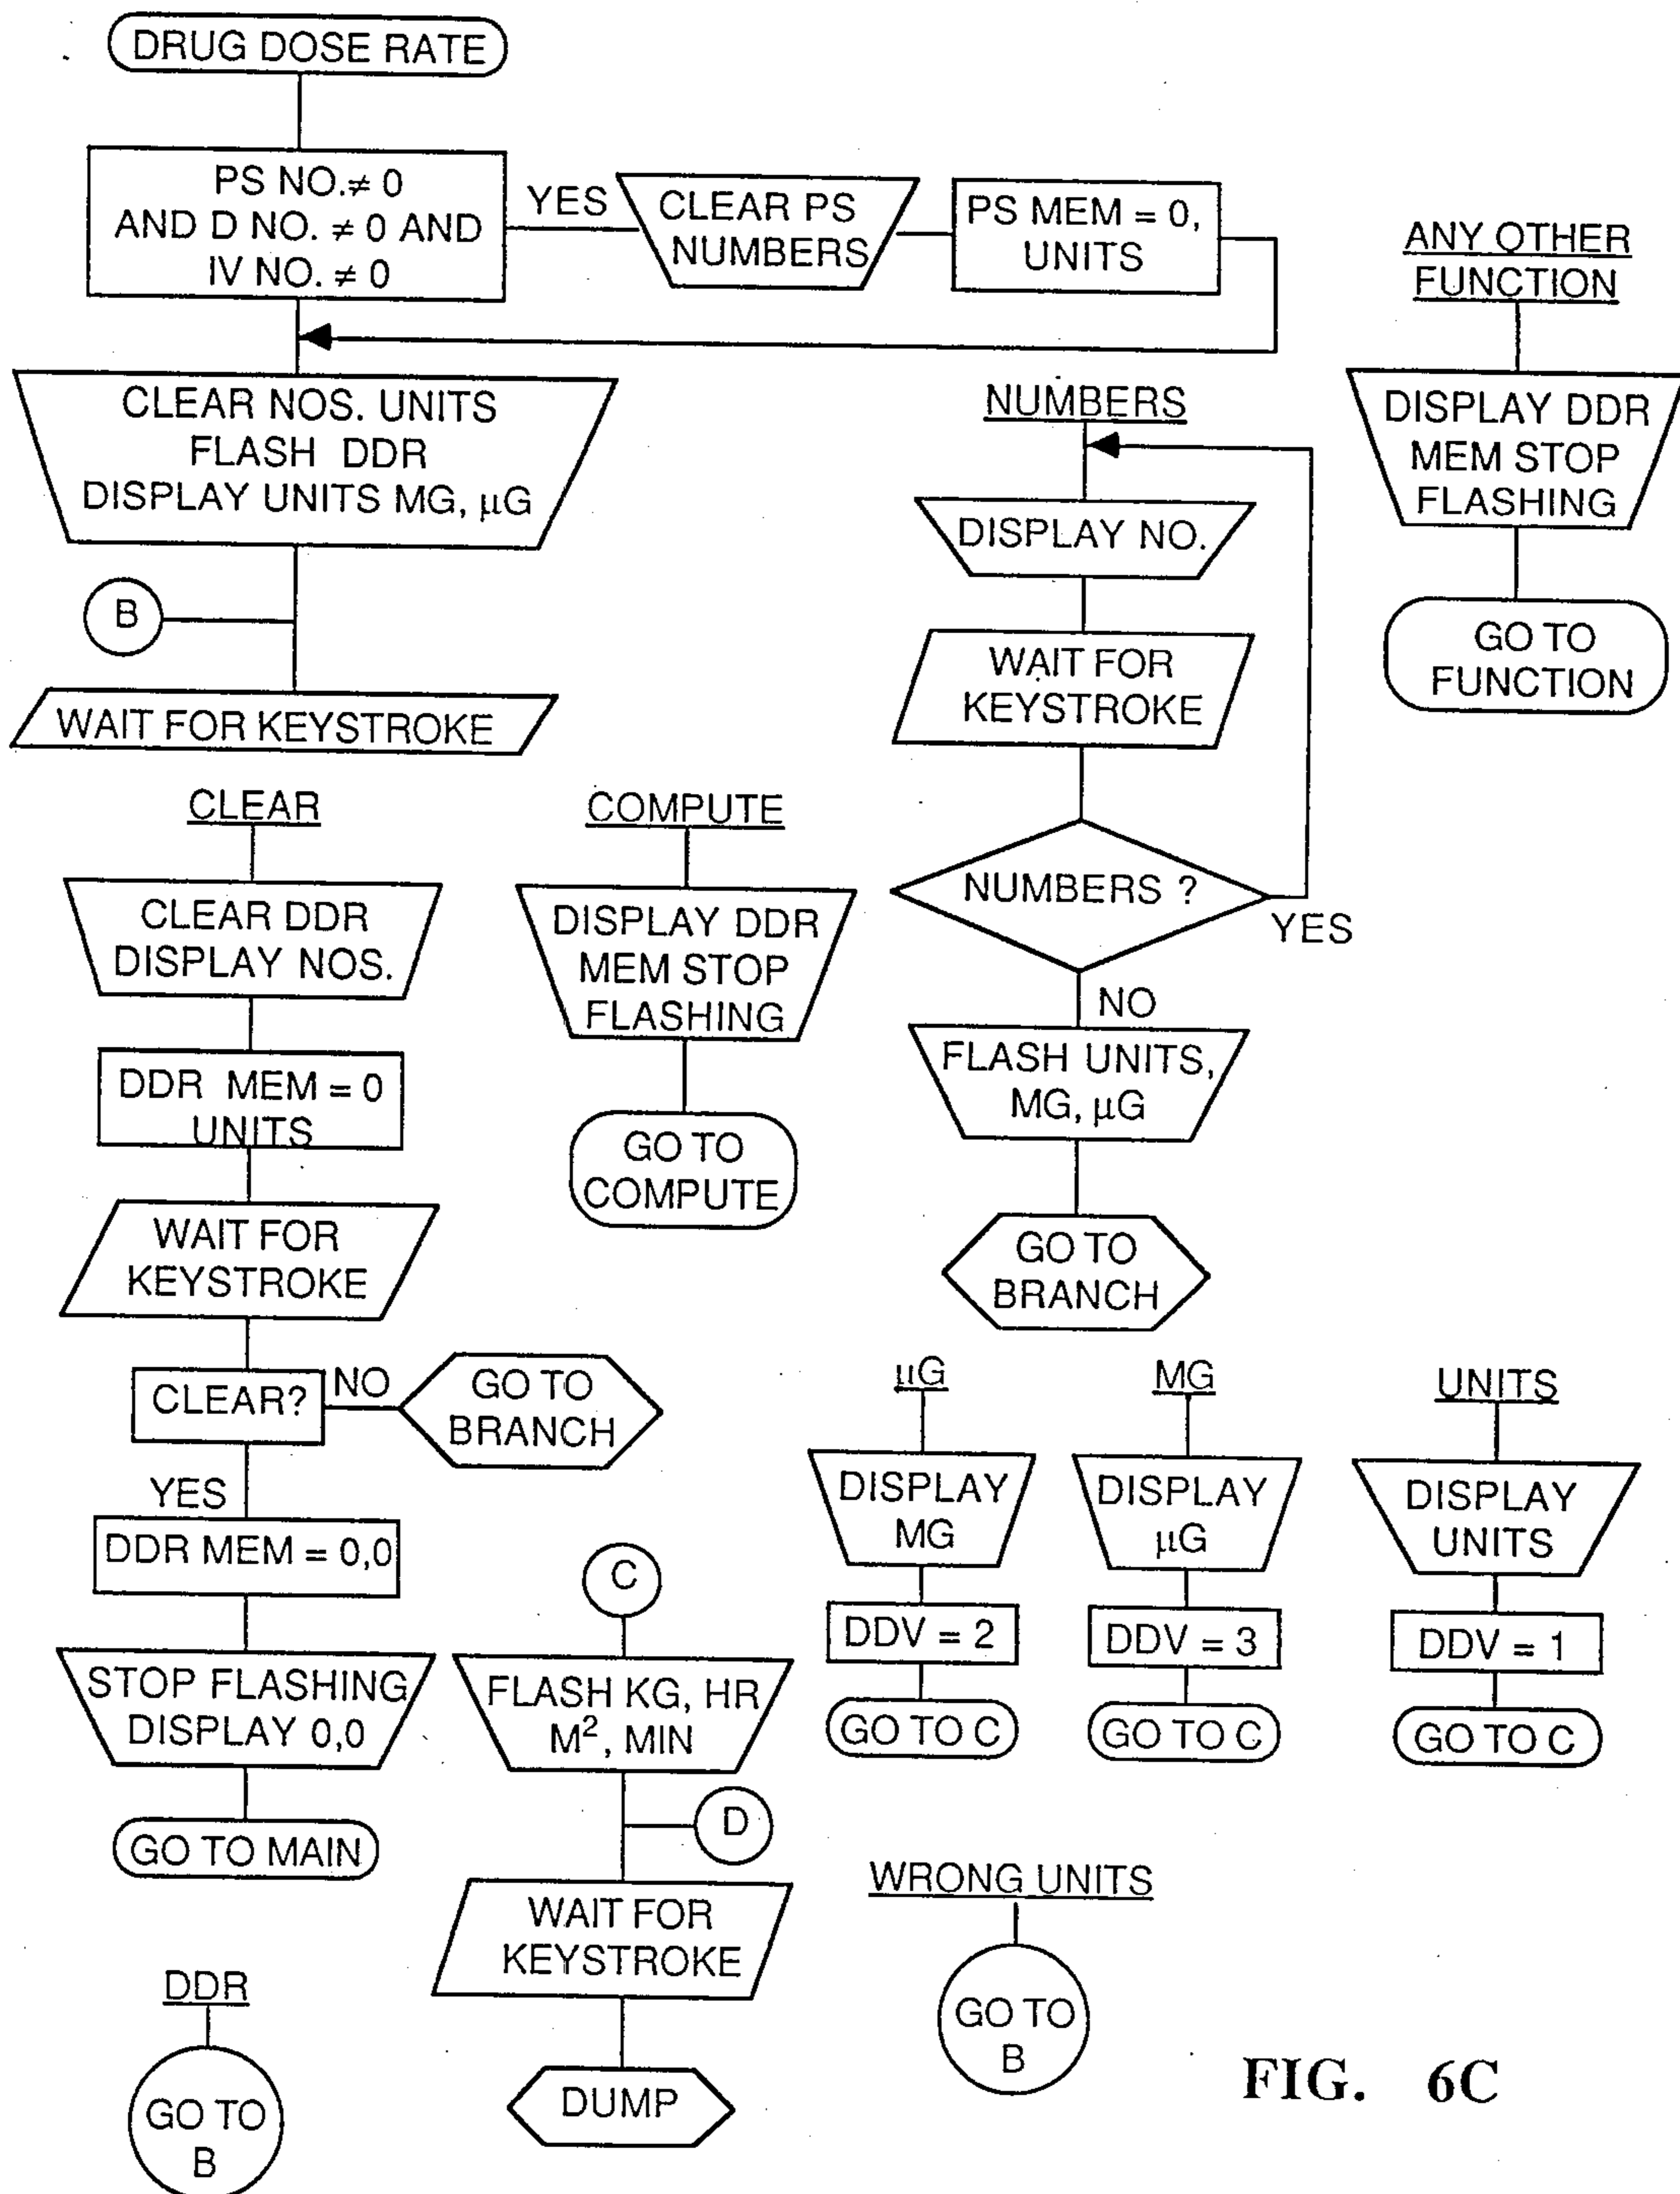 DRUG DOSE RATE
PS NO.≠ 0
AND D NO. ≠ 0 AND
IV NO. ≠ 0
YES
CLEAR PS
NUMBERS
PS MEM = 0,
UNITS
CLEAR NOS. UNITS
FLASH DDR
DISPLAY UNITS MG, µG
B
WAIT FOR KEYSTROKE
NUMBERS
DISPLAY NO.
WAIT FOR
KEYSTROKE
NUMBERS ?
YES
NO
FLASH UNITS,
MG, µG
GO TO
BRANCH
ANY OTHER
FUNCTION
DISPLAY DDR
MEM STOP
FLASHING
GO TO
FUNCTION
CLEAR
CLEAR DDR
DISPLAY NOS.
DDR MEM = 0
UNITS
WAIT FOR
KEYSTROKE
CLEAR?
NO
GO TO
BRANCH
YES
DDR MEM = 0,0
STOP FLASHING
DISPLAY 0,0
GO TO MAIN
COMPUTE
DISPLAY DDR
MEM STOP
FLASHING
GO TO
COMPUTE
µG
DISPLAY
MG
DDV = 2
GO TO C
MG
DISPLAY
µG
DDV = 3
GO TO C
UNITS
DISPLAY
UNITS
DDV = 1
GO TO C
C
FLASH KG, HR
M², MIN
D
WAIT FOR
KEYSTROKE
DUMP
WRONG UNITS
GO TO
B
DDR
GO TO
B
FIG. 6C